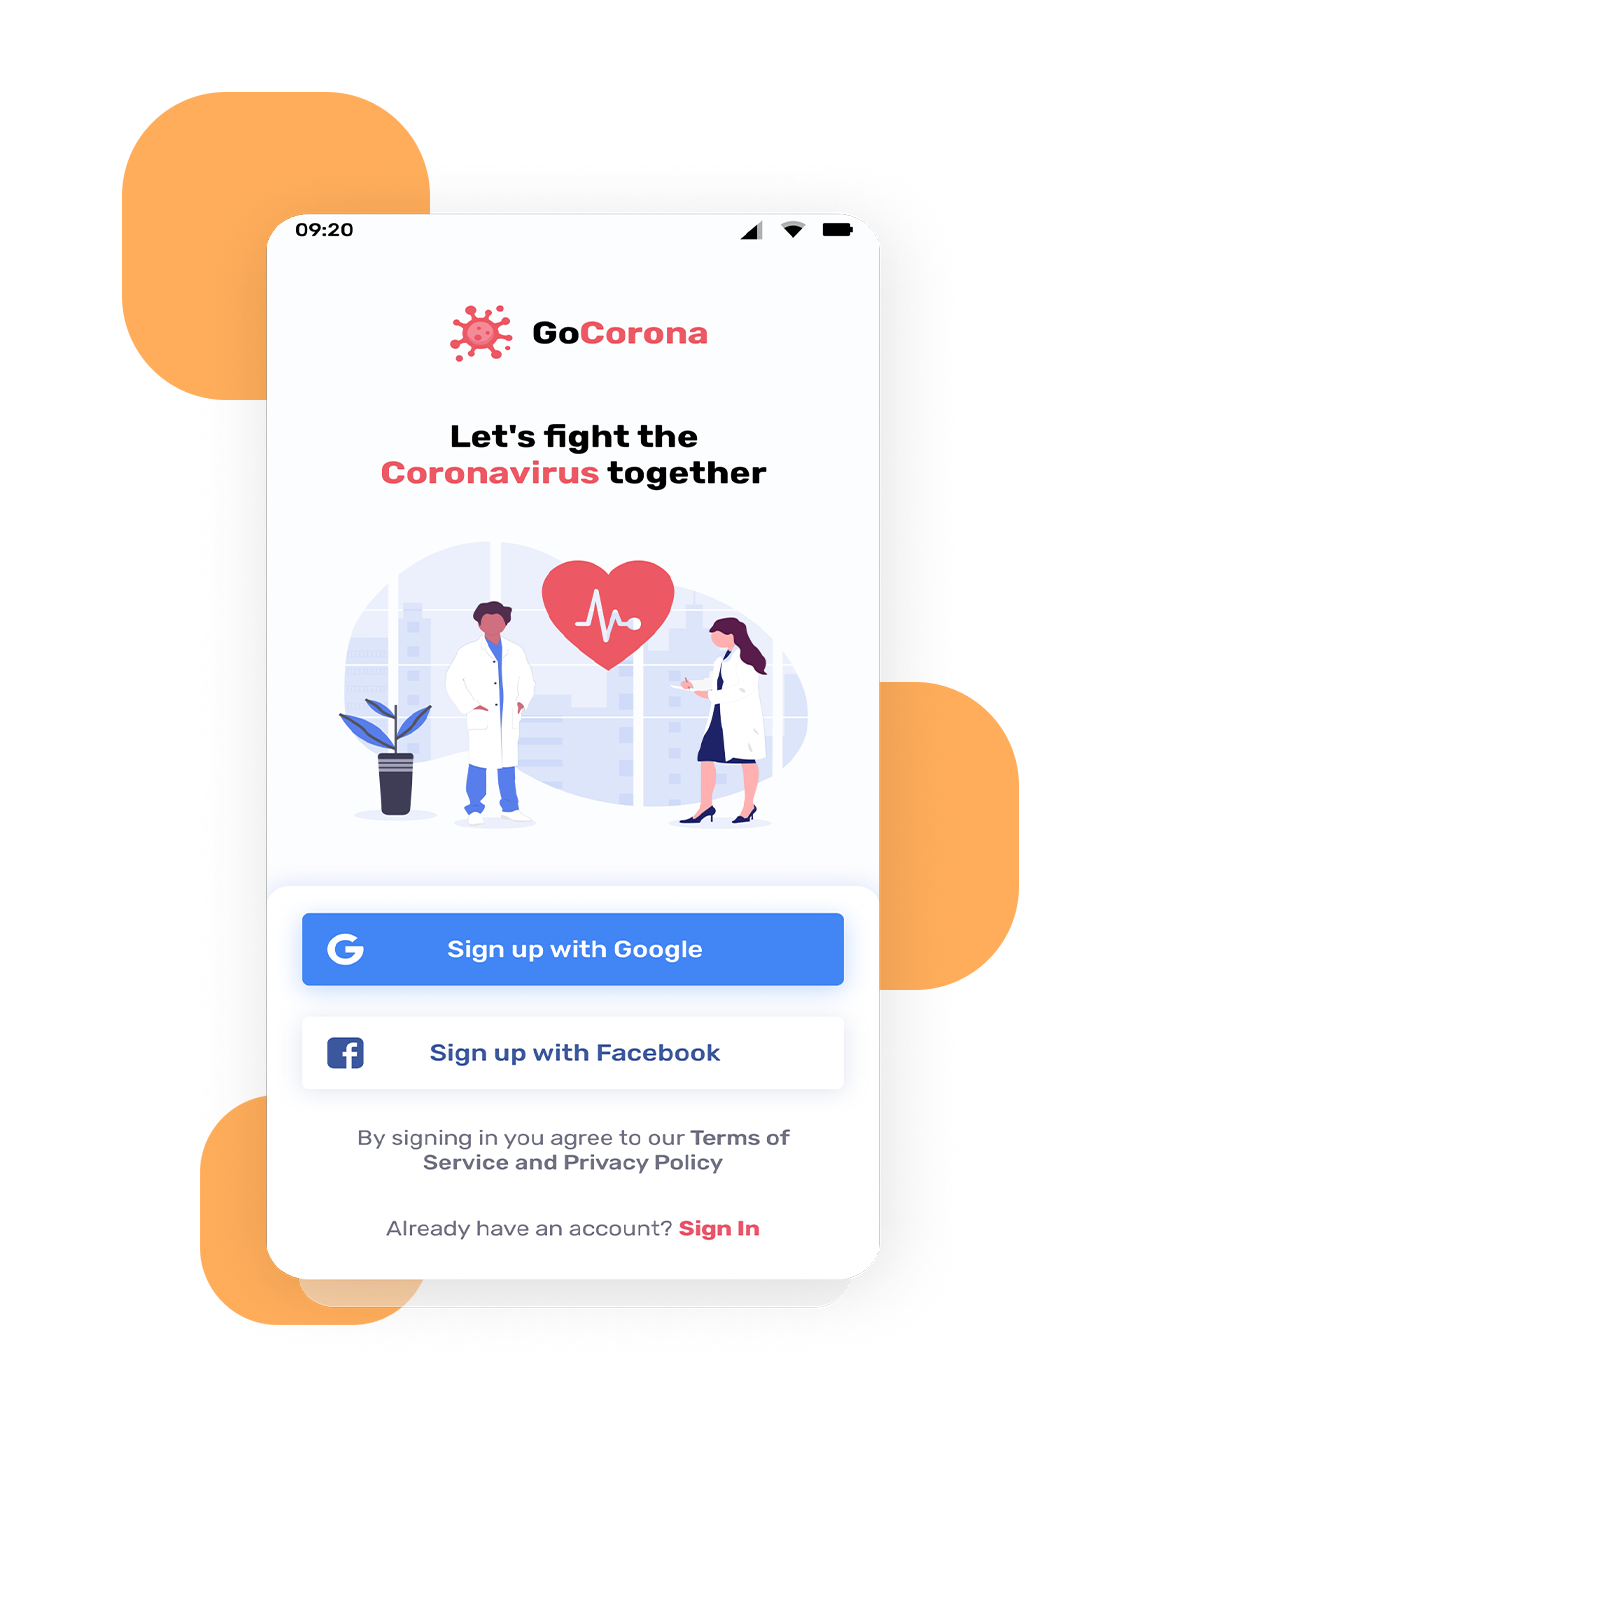 09:20
GoCorona
Let's fight the
Coronavirus together
Sign up with Google
Sign up with Facebook
By signing in you agree to our Terms of
Service and Privacy Policy
Already have an account? Sign In